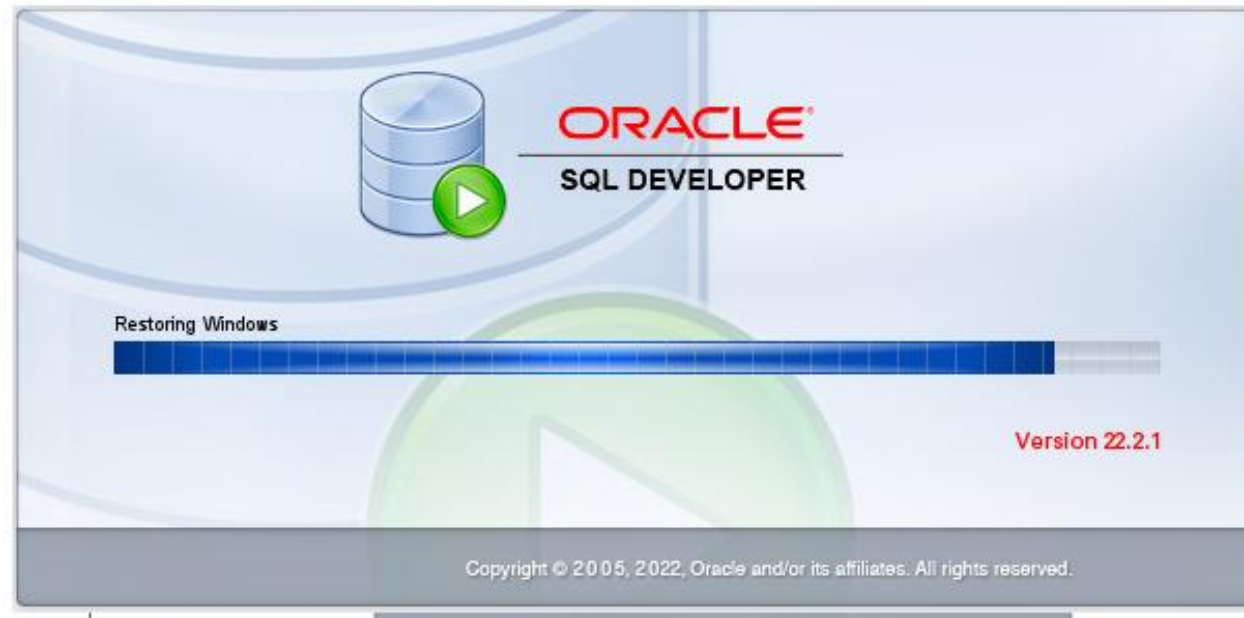 ORACLE
SQL DEVELOPER
Restoring Windows
Version 22.2.1
Copyright © 2005, 2022, Oracle and/or its affiliates. All rights reserved.